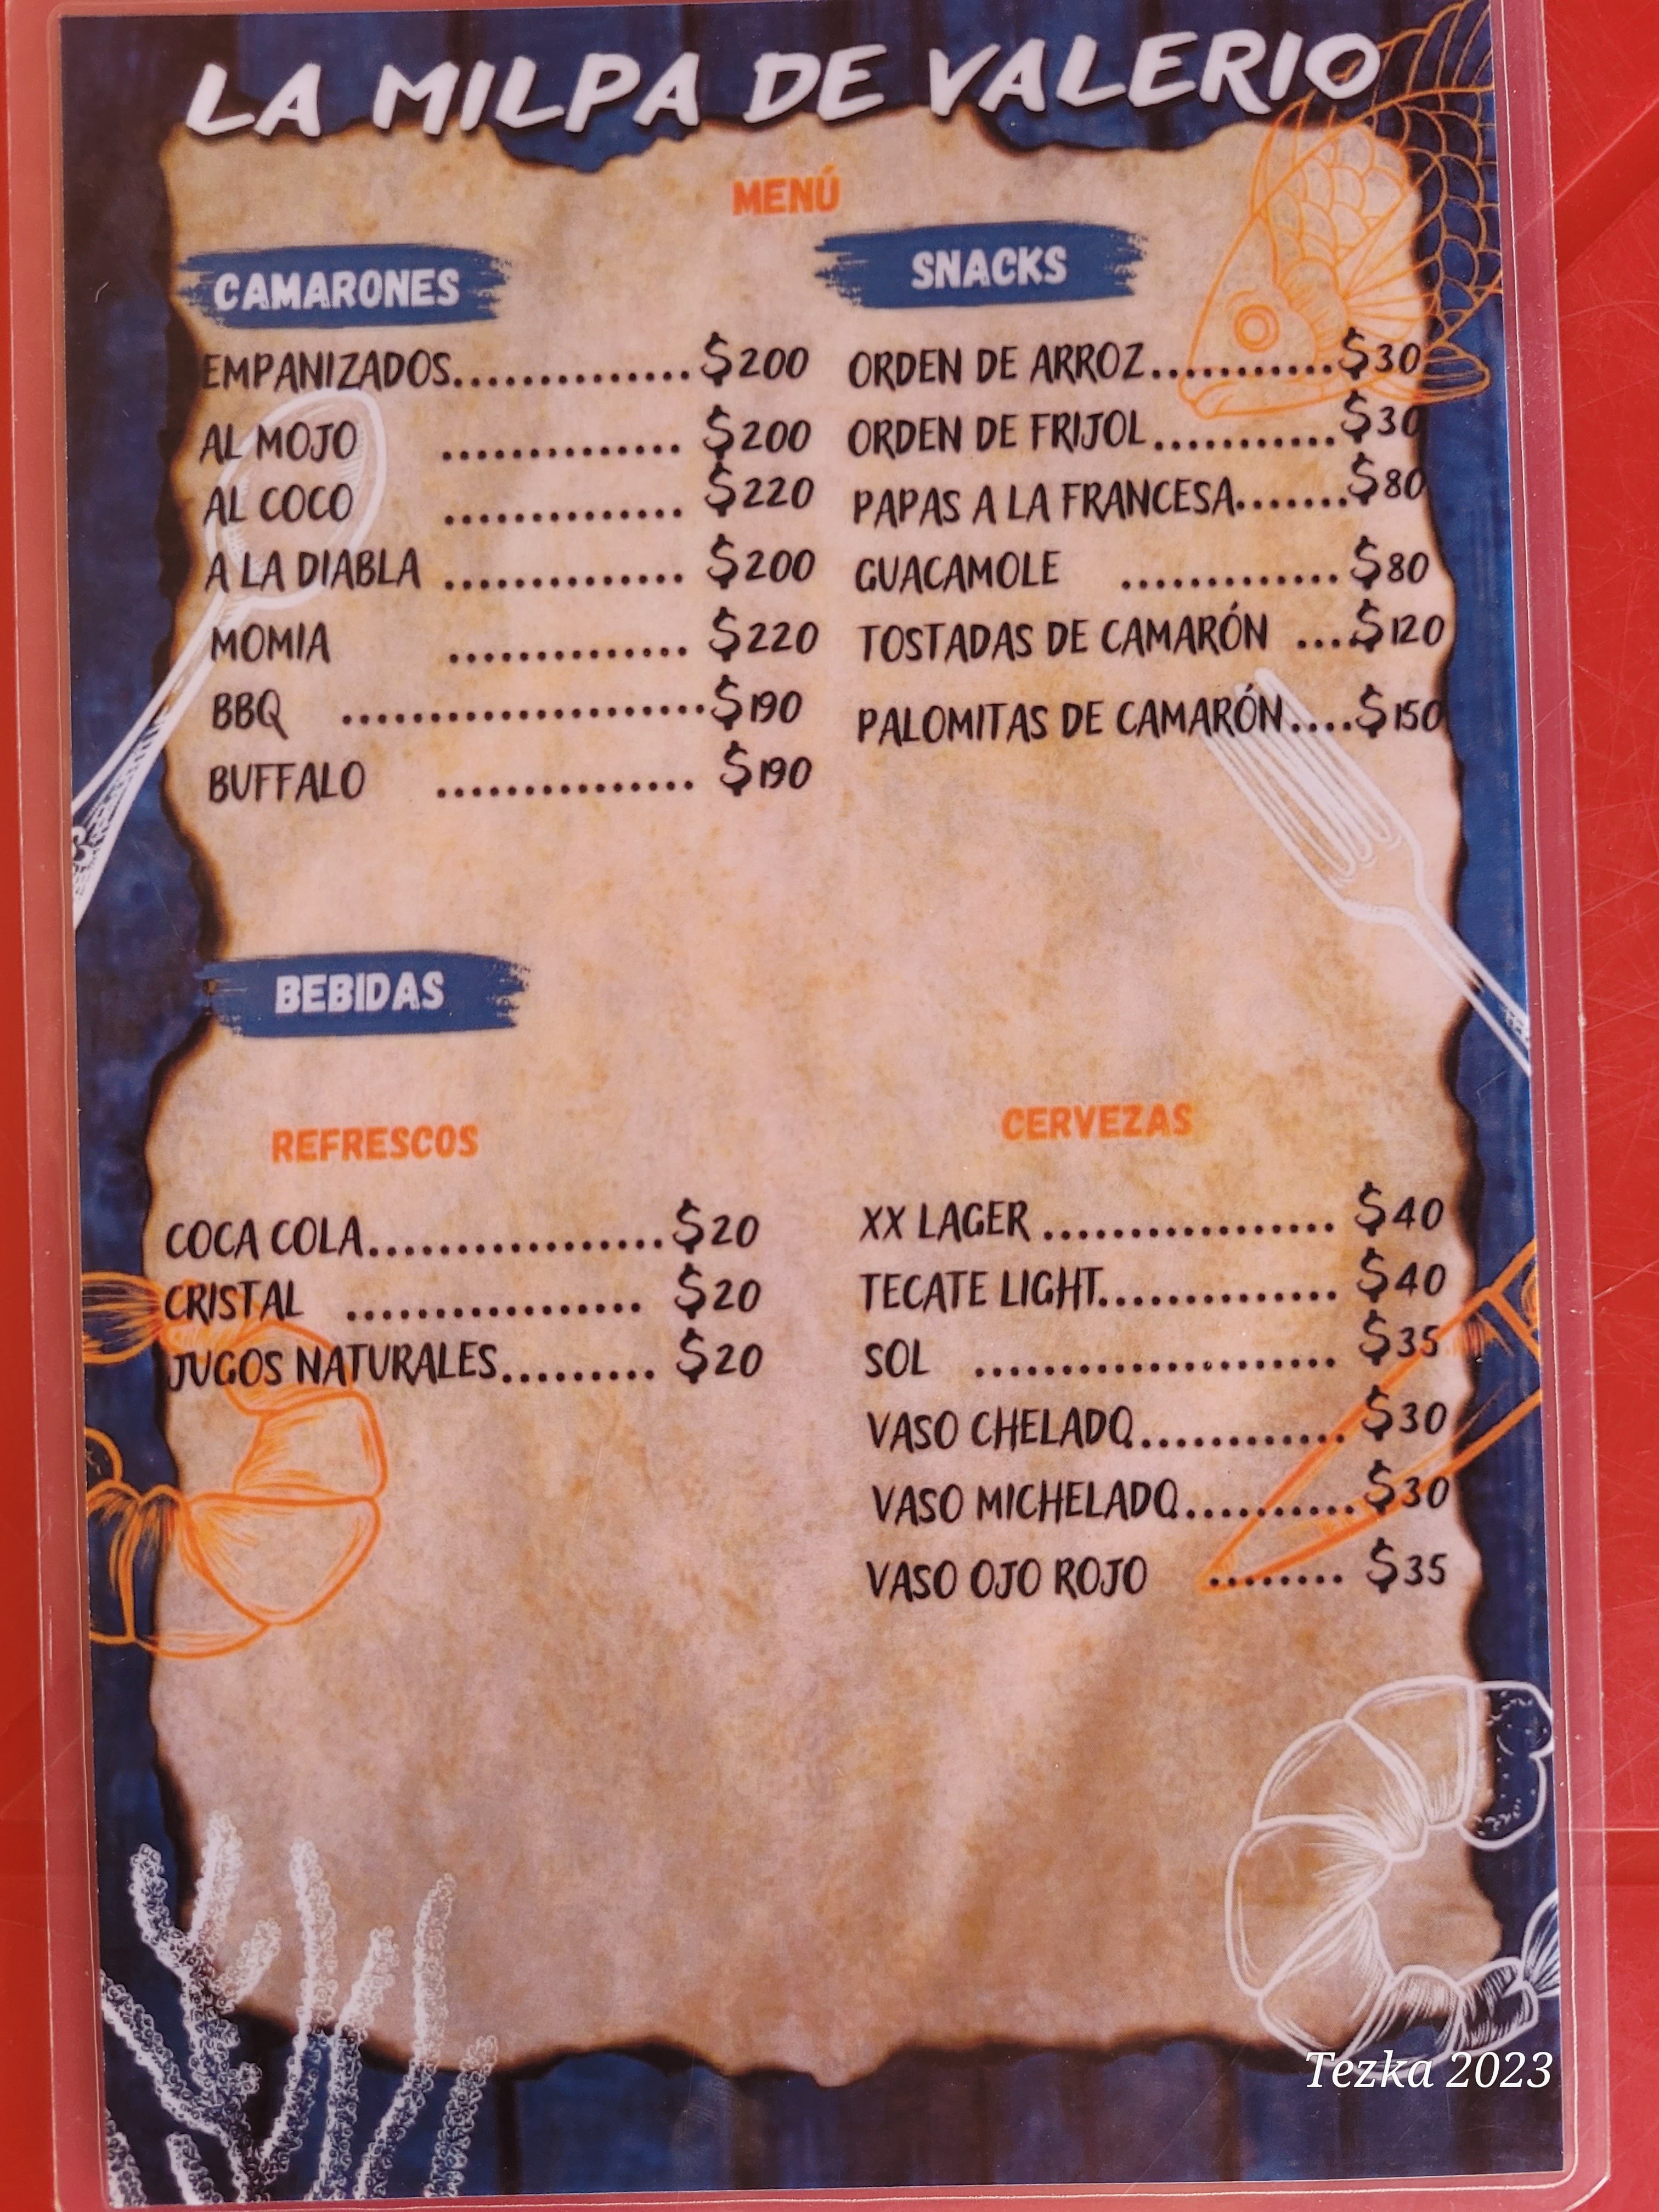 LA MILPA DE VALERIO
MENÚ
CAMARONES
EMPANIZADOS..............$200
AL MOJO .............. $200
AL COCO .............. $220
A LA DIABLA .............. $200
MOMIA .............. $220
BBQ .....................$190
BUFFALO ............... $190
SNACKS
ORDEN DE ARROZ...........$30
ORDEN DE FRIJOL...........$30
PAPAS A LA FRANCESA.......$80
GUACAMOLE .............$80
TOSTADAS DE CAMARÓN ....$120
PALOMITAS DE CAMARÓN....$150
BEBIDAS
REFRESCOS
COCA COLA.................$20
CRISTAL ................. $20
JUGOS NATURALES......... $20
CERVEZAS
XX LAGER ................. $40
TECATE LIGHT.............. $40
SOL ..................... $35
VASO CHELADO............ $30
VASO MICHELADO..........$30
VASO OJO ROJO ........ $35
Tezka 2023